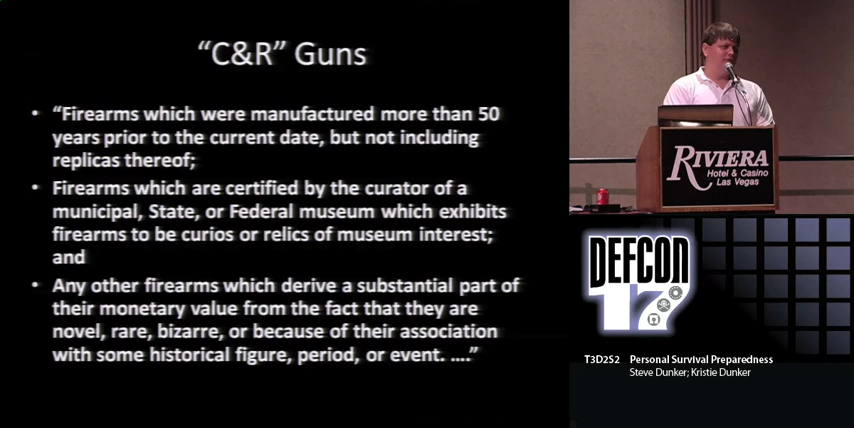 “C&R” Guns
• “Firearms which were manufactured more than 50
years prior to the current date, but not including
replicas thereof;
• Firearms which are certified by the curator of a
municipal, State, or Federal museum which exhibits
firearms to be curios or relics of museum interest;
and
• Any other firearms which derive a substantial part of
their monetary value from the fact that they are
novel, rare, bizarre, or because of their association
with some historical figure, period, or event. ....”
RIVIERA
Hotel & Casino
Las Vegas
DEFCON
17
T3D2S2 Personal Survival Preparedness
Steve Dunker; Kristie Dunker